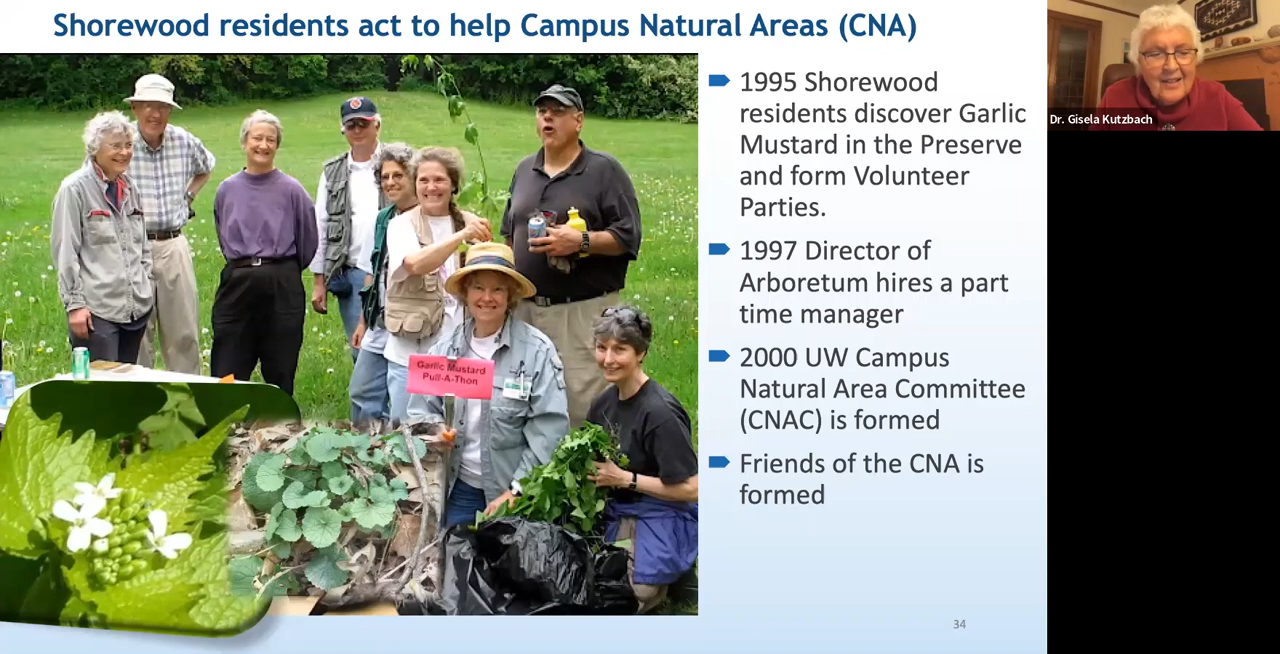 Shorewood residents act to help Campus Natural Areas (CNA)
1995 Shorewood
residents discover Garlic
Mustard in the Preserve
and form Volunteer
Parties.
1997 Director of
Arboretum hires a part
time manager
2000 UW Campus
Natural Area Committee
(CNAC) is formed
Friends of the CNA is
formed
Garlic Mustard
Pull-A-Thon
34
Dr. Gisela Kutzbach